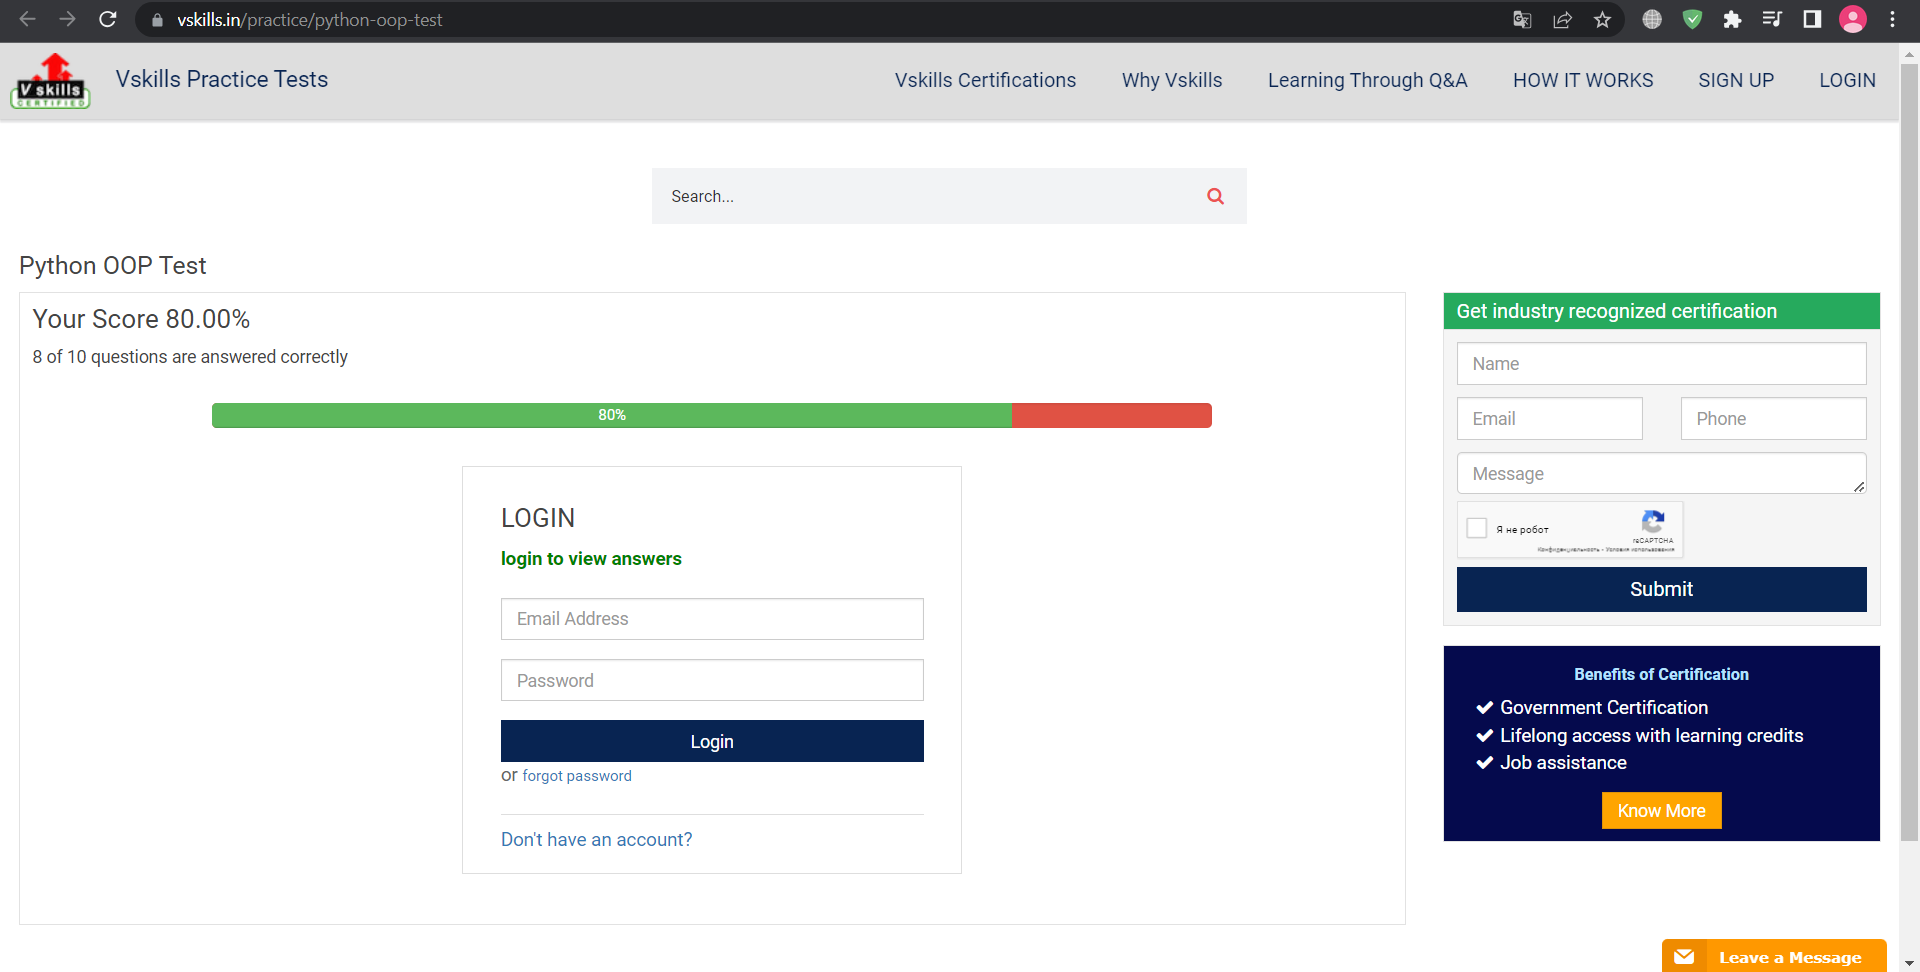 vskills.in/practice/python-oop-test
V skills
CERTIFIED
Vskills Practice Tests
Vskills Certifications
Why Vskills
Learning Through Q&A
HOW IT WORKS
SIGN UP
LOGIN
Search...
Python OOP Test
Your Score 80.00%
8 of 10 questions are answered correctly
80%
LOGIN
login to view answers
Email Address
Password
Login
or forgot password
Don't have an account?
Get industry recognized certification
Name
Email
Phone
Message
Я не робот
reCAPTCHA
Конфиденциальность - Условия использования
Submit
Benefits of Certification
Government Certification
Lifelong access with learning credits
Job assistance
Know More
Leave a Message